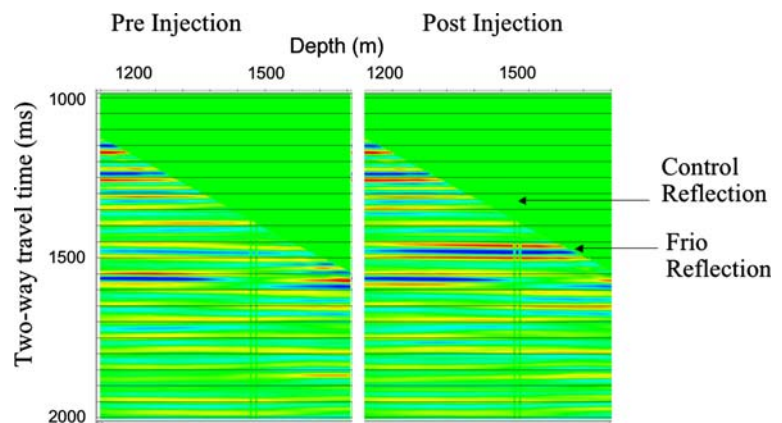 Pre Injection
Post Injection
Depth (m)
1200
1500
1200
1500
1000
1500
2000
Two-way travel time (ms)
Control
Reflection
Frio
Reflection